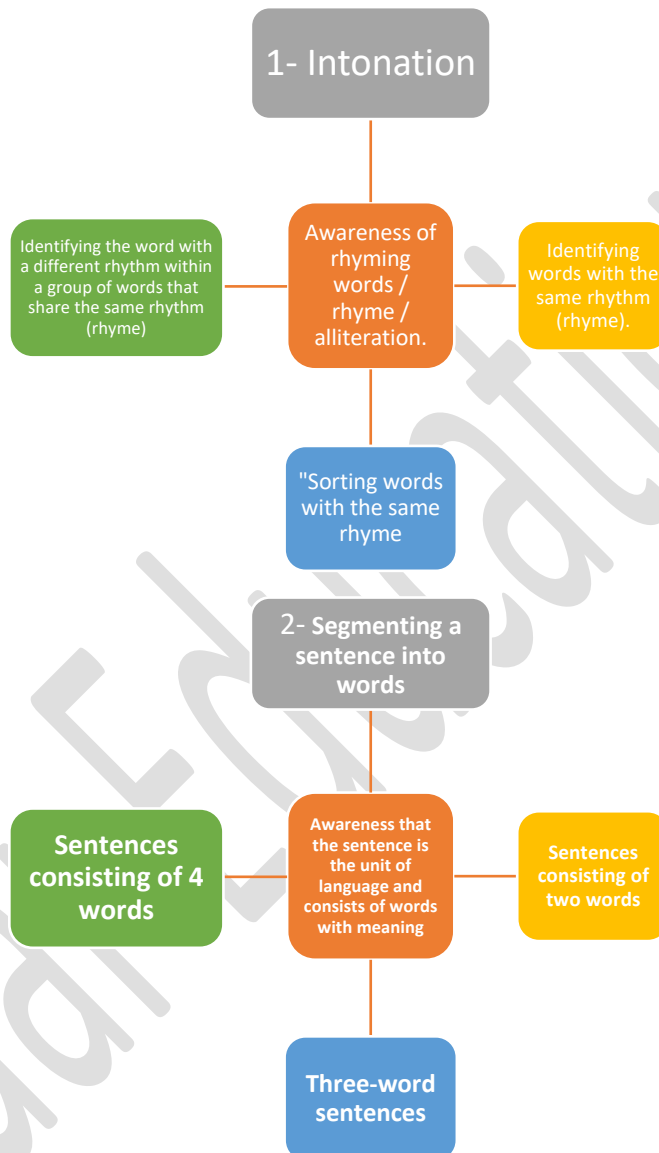 1- Intonation
Identifying the word with
a different rhythm within
a group of words that
share the same rhythm
(rhyme)
Awareness of
rhyming
words /
rhyme /
alliteration.
Identifying
words with the
same rhythm
(rhyme).
"Sorting words
with the same
rhyme
2- Segmenting a
sentence into
words
Sentences
consisting of 4
words
Awareness that
the sentence is
the unit of
language and
consists of words
with meaning
Sentences
consisting of
two words
Three-word
sentences